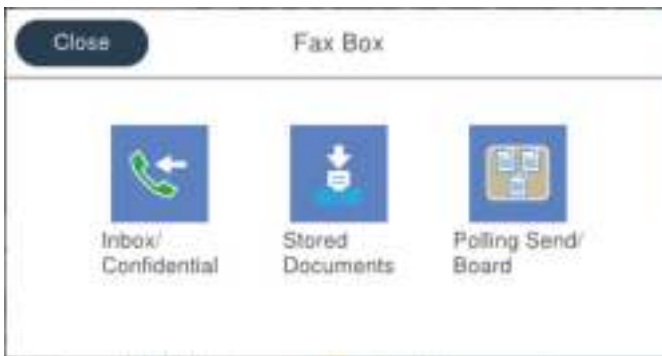 Close
Fax Box
Inbox/
Confidential
Stored
Documents
Polling Send/
Board